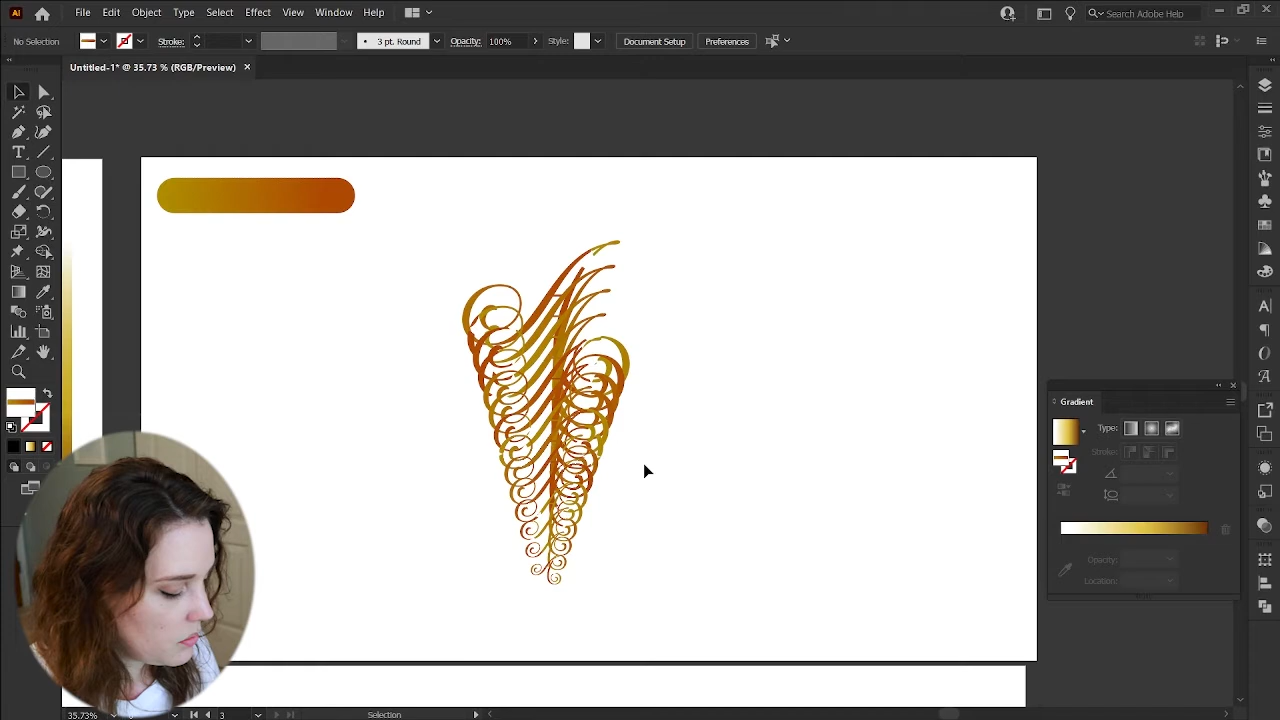 Ai File Edit Object Type Select Effect View Window Help Search Adobe Help
No Selection Stroke: 3 pt. Round Opacity: 100% Style: Document Setup Preferences
Untitled-1* @ 35.73 % (RGB/Preview) ×
Gradient
Type:
Stroke:
Opacity:
Location:
35.73% 3 Selection